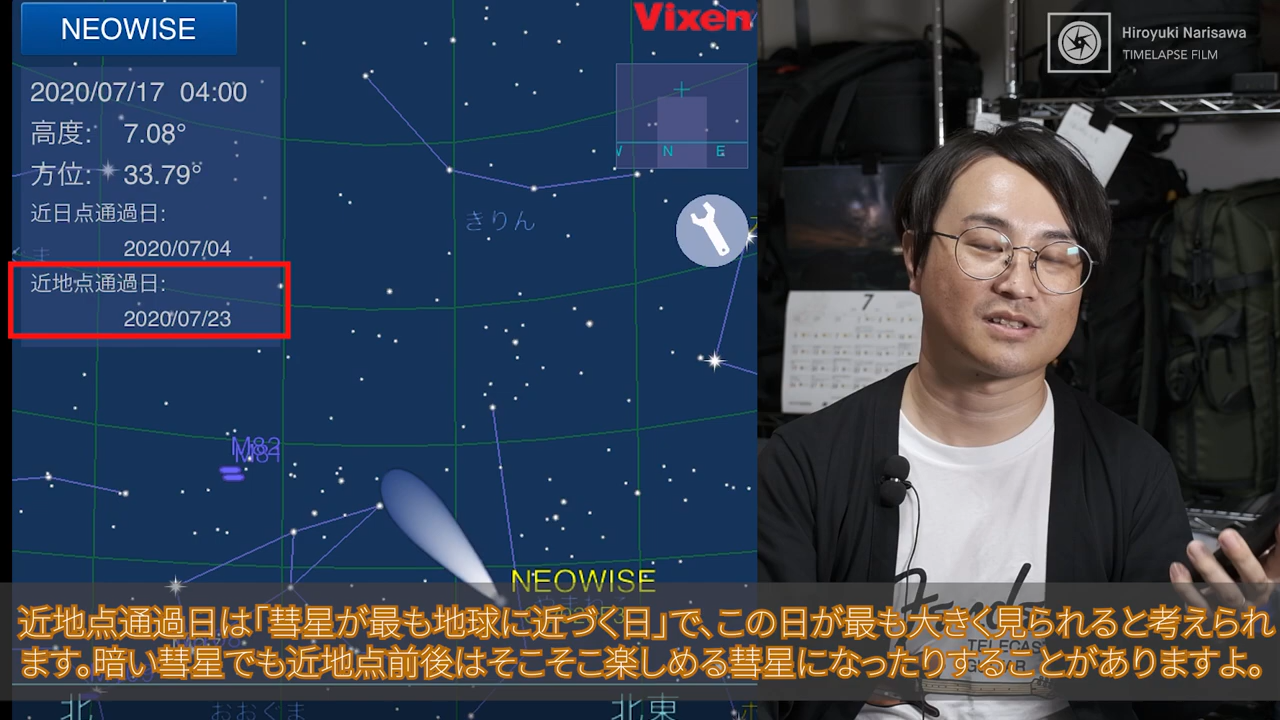 NEOWISE
Vixen
Hiroyuki Narisawa
TIMELAPSE FILM
2020/07/17 04:00
高度: 7.08°
方位: 33.79°
近日点通過日:
2020/07/04
近地点通過日:
2020/07/23
N
E
きりん
7
M82
M81
NEOWISE
近地点通過日は「彗星が最も地球に近づく日」で、この日が最も大きく見られると考えられ
ます。暗い彗星でも近地点前後はそこそこ楽しめる彗星になったりすることがありますよ。
TELECAS
北
おおぐま
北東